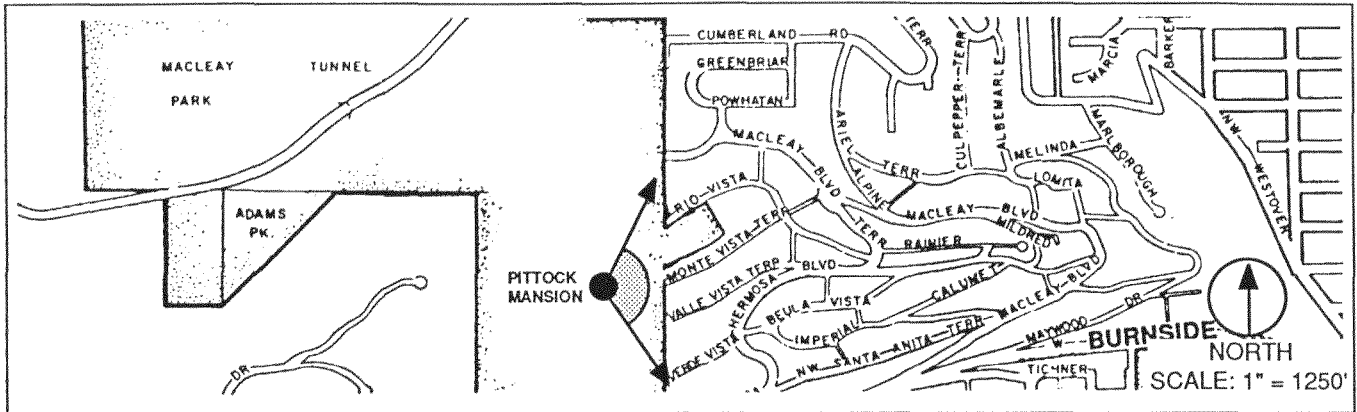 MACLEAY
PARK
TUNNEL
ADAMS
PK.
DR
PITTOCK
MANSION
CUMBERLAND RD
TERR
GREENBRIAR
POWHATAN
MACLEAY BLVD
ARIEL
TERR
ALPINE
CULPEPPER TERR
ALBEMARLE
MELINDA
MARLBOROUGH
MARCIA
BARKER
NW WESTOVER
LOMITA
RIO VISTA
TERR
MACLEAY BLVD
MILDRED
RAINIER
MONTE VISTA TERR
VALLE VISTA TERR
HERMOSA BLVD
CALUMET
BEULA VISTA
IMPERIAL
MACLEAY BLVD
VERDE VISTA
NW SANTA ANITA TERR
MAYWOOD DR
W BURNSIDE
TICHNER
NORTH
SCALE: 1" = 1250'